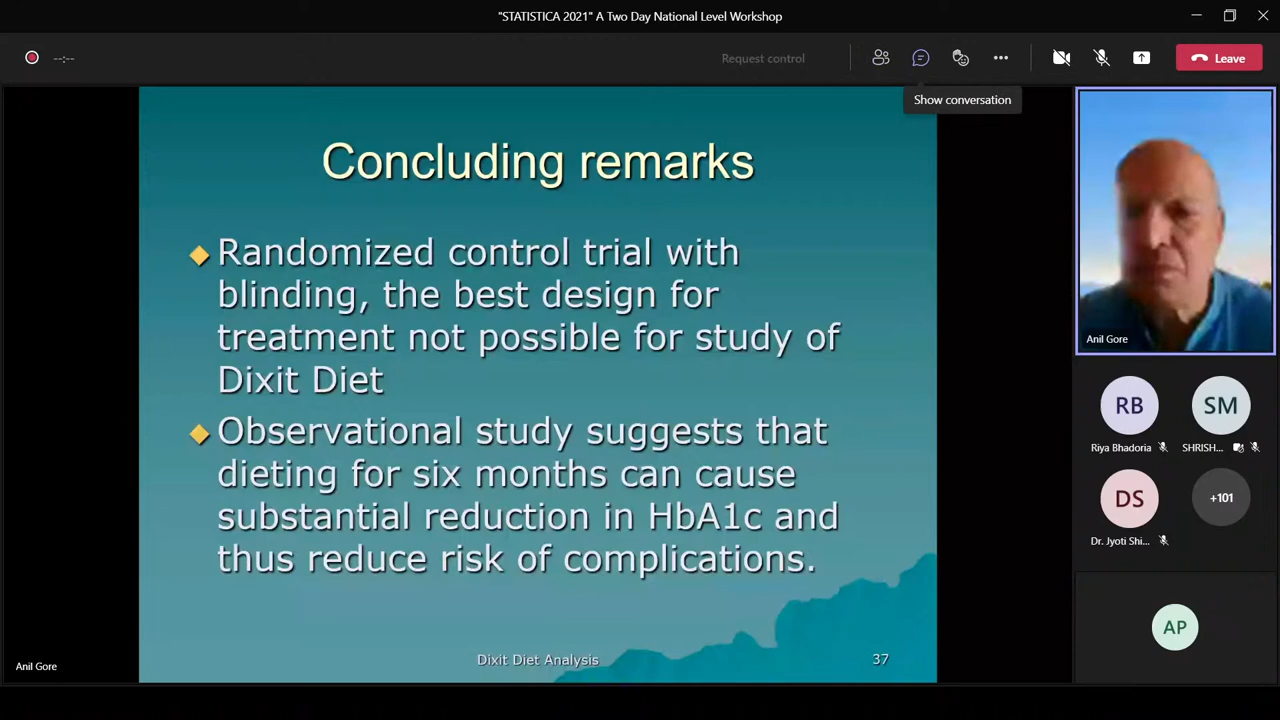 "STATISTICA 2021" A Two Day National Level Workshop
--:--
Request control
Leave
Show conversation
Concluding remarks
Randomized control trial with
blinding, the best design for
treatment not possible for study of
Dixit Diet
Observational study suggests that
dieting for six months can cause
substantial reduction in HbA1c and
thus reduce risk of complications.
Dixit Diet Analysis
37
Anil Gore
Anil Gore
RB
SM
Riya Bhadoria
SHRISH...
DS
+101
Dr. Jyoti Shi...
AP